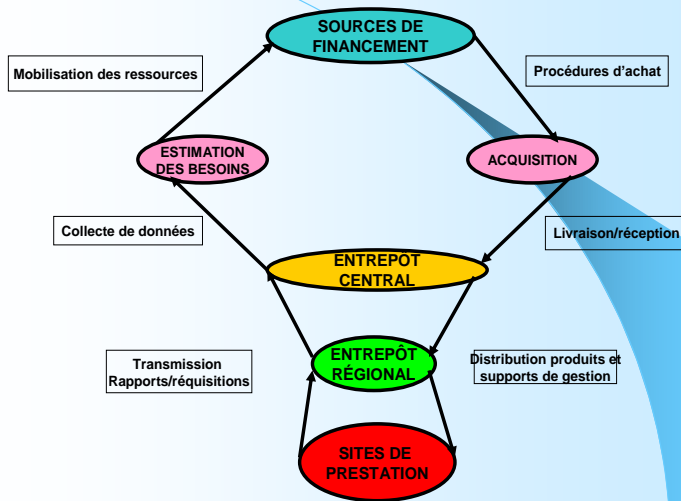 SOURCES DE
FINANCEMENT
Mobilisation des ressources
Procédures d'achat
ESTIMATION
DES BESOINS
ACQUISITION
Collecte de données
Livraison/réception
ENTREPÔT
CENTRAL
ENTREPÔT
RÉGIONAL
Transmission
Rapports/réquisitions
Distribution produits et
supports de gestion
SITES DE
PRESTATION